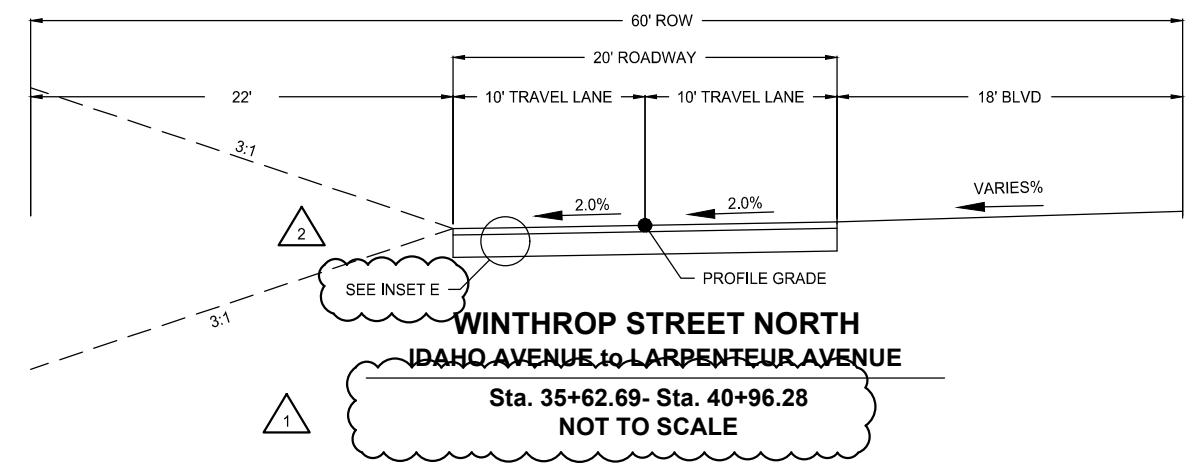 60' ROW
20' ROADWAY
22'
10' TRAVEL LANE
10' TRAVEL LANE
18' BLVD
3:1
VARIES%
2.0%
2.0%
2
SEE INSET E
PROFILE GRADE
3:1
WINTHROP STREET NORTH
IDAHO AVENUE to LARPENTEUR AVENUE
1
Sta. 35+62.69- Sta. 40+96.28
NOT TO SCALE